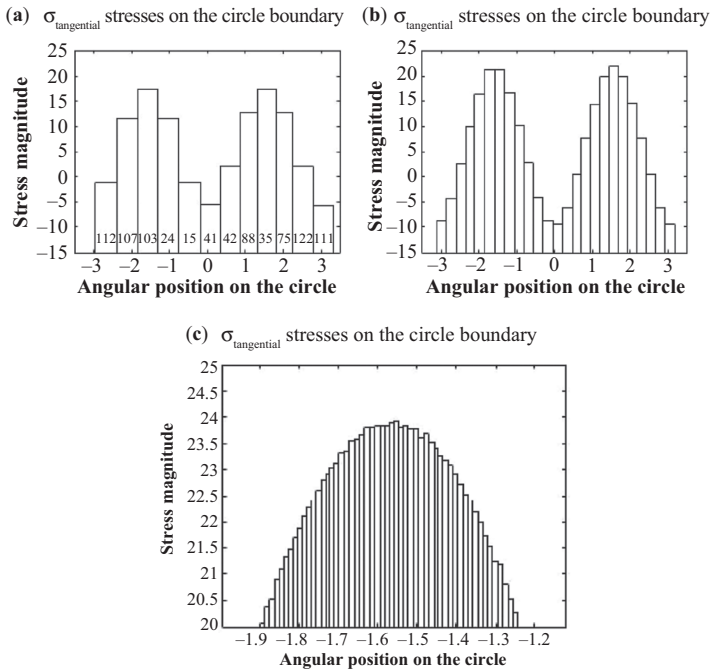 (a) σtangential stresses on the circle boundary
Stress magnitude
25
20
15
10
5
0
−5
−10
−15
112 107 103 24 15 41 42 88 35 75 122 111
−3 −2 −1 0 1 2 3
Angular position on the circle
(b) σtangential stresses on the circle boundary
Stress magnitude
25
20
15
10
5
0
−5
−10
15
−3 −2 −1 0 1 2 3
Angular position on the circle
(c) σtangential stresses on the circle boundary
Stress magnitude
25
24.5
24
23.5
23
22.5
22
21.5
21
20.5
20
−1.9 −1.8 −1.7 −1.6 −1.5 −1.4 −1.3 −1.2
Angular position on the circle